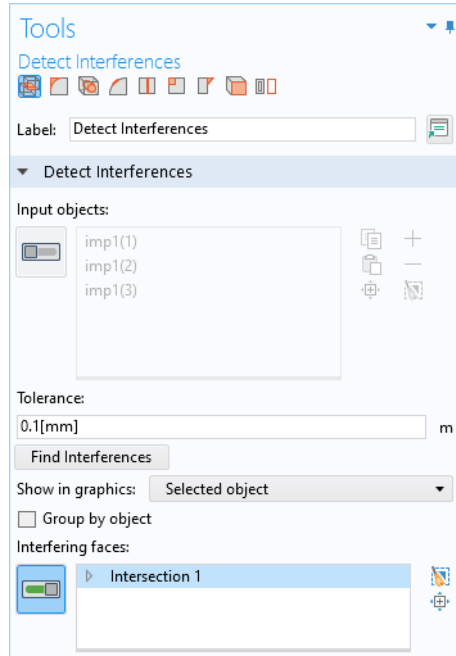 Tools
Detect Interferences
Label: Detect Interferences
Detect Interferences
Input objects:
imp1(1)
imp1(2)
imp1(3)
Tolerance:
0.1[mm] m
Find Interferences
Show in graphics: Selected object
Group by object
Interfering faces:
Intersection 1